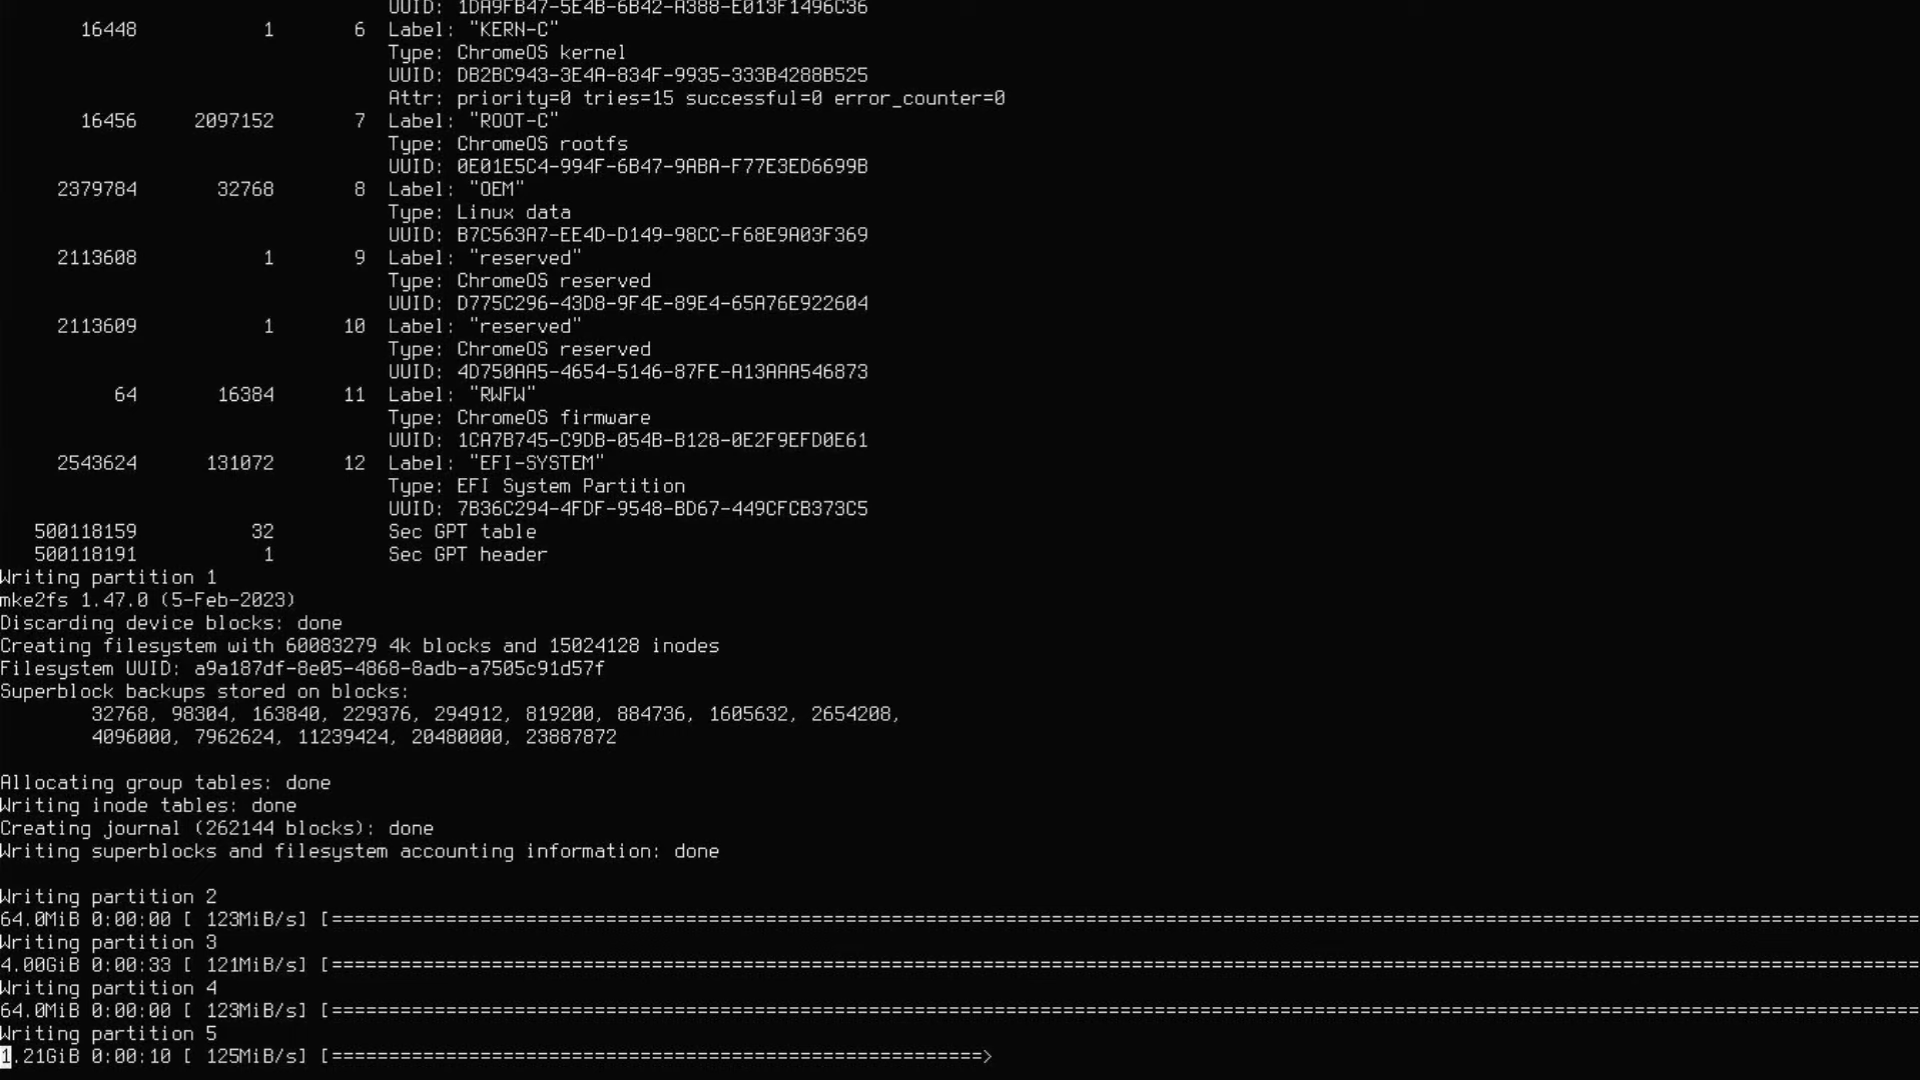 UUID: 1DA9FB47-5E4B-6B42-A388-E013F1496C36
16448 1 6 Label: "KERN-C"
Type: ChromeOS kernel
UUID: DB2BC943-3E4A-834F-9935-333B4288B525
Attr: priority=0 tries=15 successful=0 error_counter=0
16456 2097152 7 Label: "ROOT-C"
Type: ChromeOS rootfs
UUID: 0E01E5C4-994F-6B47-9ABA-F77E3ED6699B
2379784 32768 8 Label: "OEM"
Type: Linux data
UUID: B7C563A7-EE4D-D149-98CC-F68E9A03F369
2113608 1 9 Label: "reserved"
Type: ChromeOS reserved
UUID: D775C296-43D8-9F4E-89E4-65A76E922604
2113609 1 10 Label: "reserved"
Type: ChromeOS reserved
UUID: 4D750AA5-4654-5146-87FE-A13AAA546873
64 16384 11 Label: "RWFW"
Type: ChromeOS firmware
UUID: 1CA7B745-C9DB-054B-B128-0E2F9EFD0E61
2543624 131072 12 Label: "EFI-SYSTEM"
Type: EFI System Partition
UUID: 7B36C294-4FDF-9548-BD67-449CFCB373C5
500118159 32 Sec GPT table
500118191 1 Sec GPT header
Writing partition 1
mke2fs 1.47.0 (5-Feb-2023)
Discarding device blocks: done
Creating filesystem with 60083279 4k blocks and 15024128 inodes
Filesystem UUID: a9a187df-8e05-4868-8adb-a7505c91d57f
Superblock backups stored on blocks:
32768, 98304, 163840, 229376, 294912, 819200, 884736, 1605632, 2654208,
4096000, 7962624, 11239424, 20480000, 23887872
Allocating group tables: done
Writing inode tables: done
Creating journal (262144 blocks): done
Writing superblocks and filesystem accounting information: done
Writing partition 2
64.0MiB 0:00:00 [ 123MiB/s] [===========================================================================================================================================
Writing partition 3
4.00GiB 0:00:33 [ 121MiB/s] [===========================================================================================================================================
Writing partition 4
64.0MiB 0:00:00 [ 123MiB/s] [===========================================================================================================================================
Writing partition 5
1.21GiB 0:00:10 [ 125MiB/s] [=========================================================>